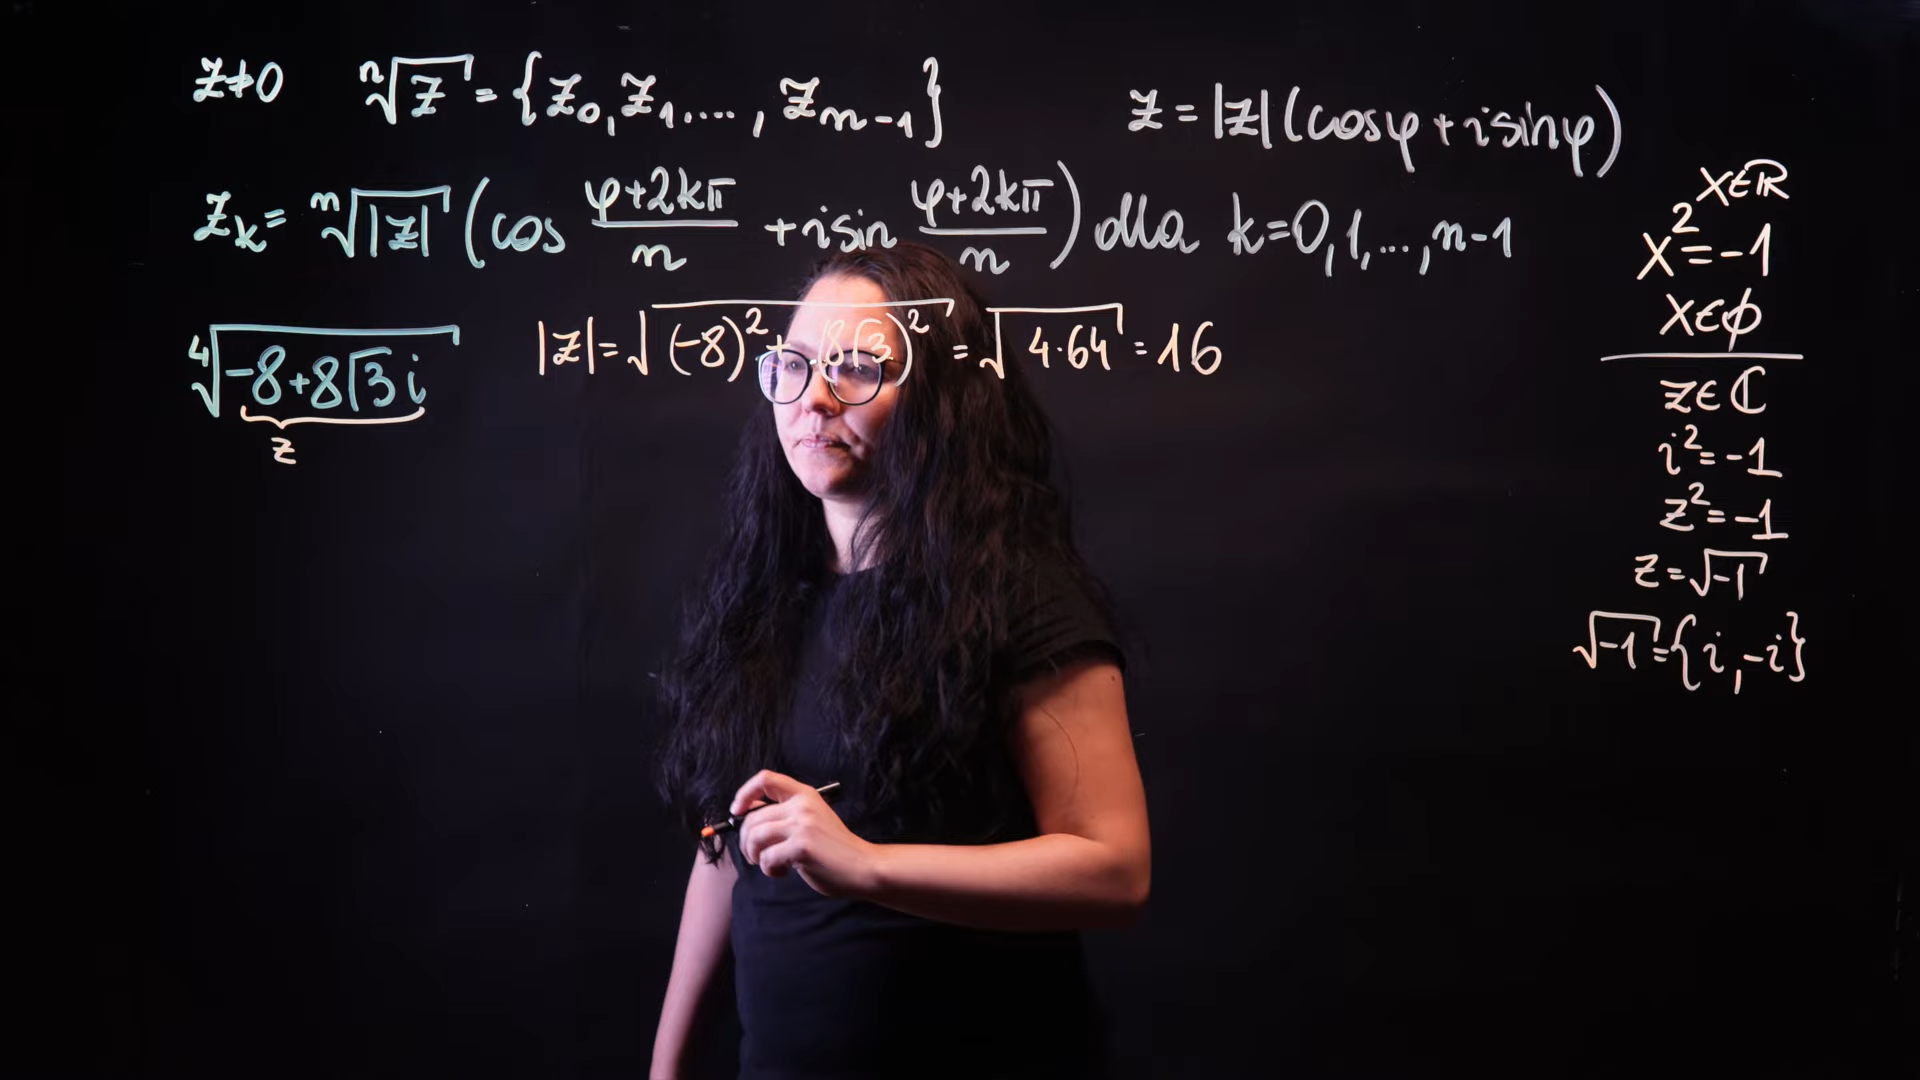 z≠0 ⁿ√z = {z₀, z₁, ..., zₙ₋₁} z = |z|(cosφ + i sinφ)
zₖ = ⁿ√|z| (cos (φ+2kπ)/n + i sin (φ+2kπ)/n) dla k=0,1,...,n-1
⁴√(-8+8√3 i) |z| = √((-8)²+(8√3)²) = √(4·64) = 16
z
x∈ℝ
x²=-1
x∈ϕ
z∈ℂ
i²=-1
z²=-1
z=√-1
√-1={i,-i}